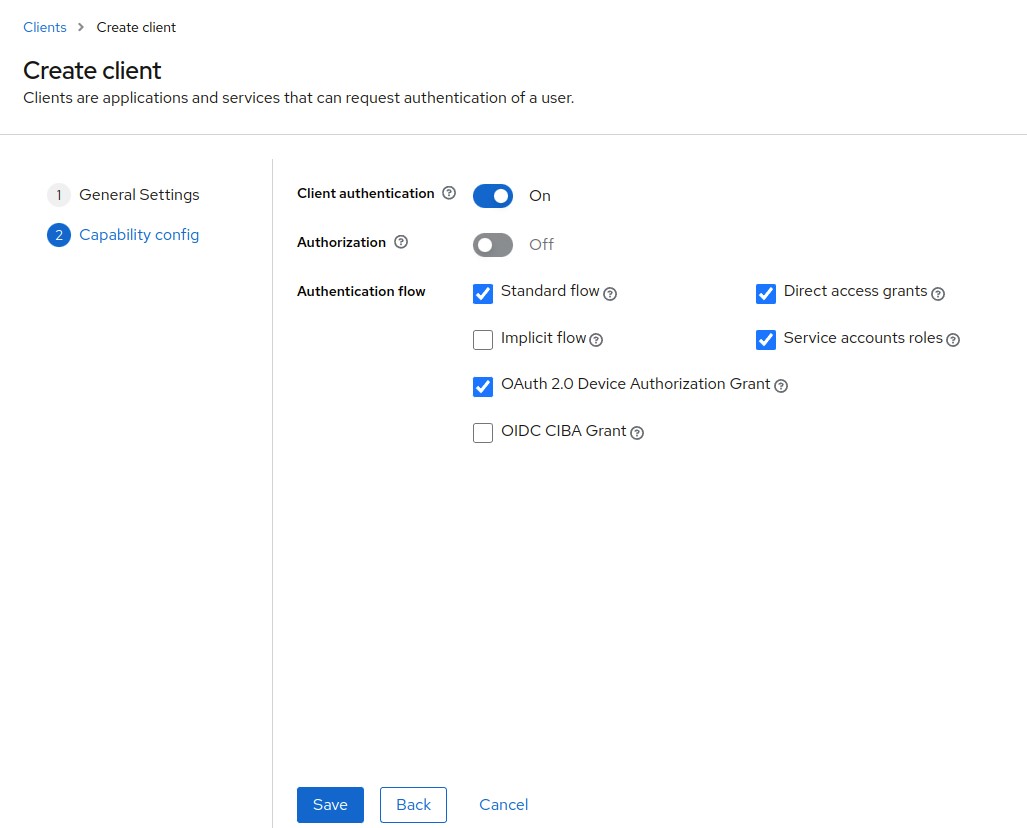 Clients > Create client
Create client
Clients are applications and services that can request authentication of a user.
1 General Settings
2 Capability config
Client authentication ? On
Authorization ? Off
Authentication flow
Standard flow ? Direct access grants ?
Implicit flow ? Service accounts roles ?
OAuth 2.0 Device Authorization Grant ?
OIDC CIBA Grant ?
Save Back Cancel